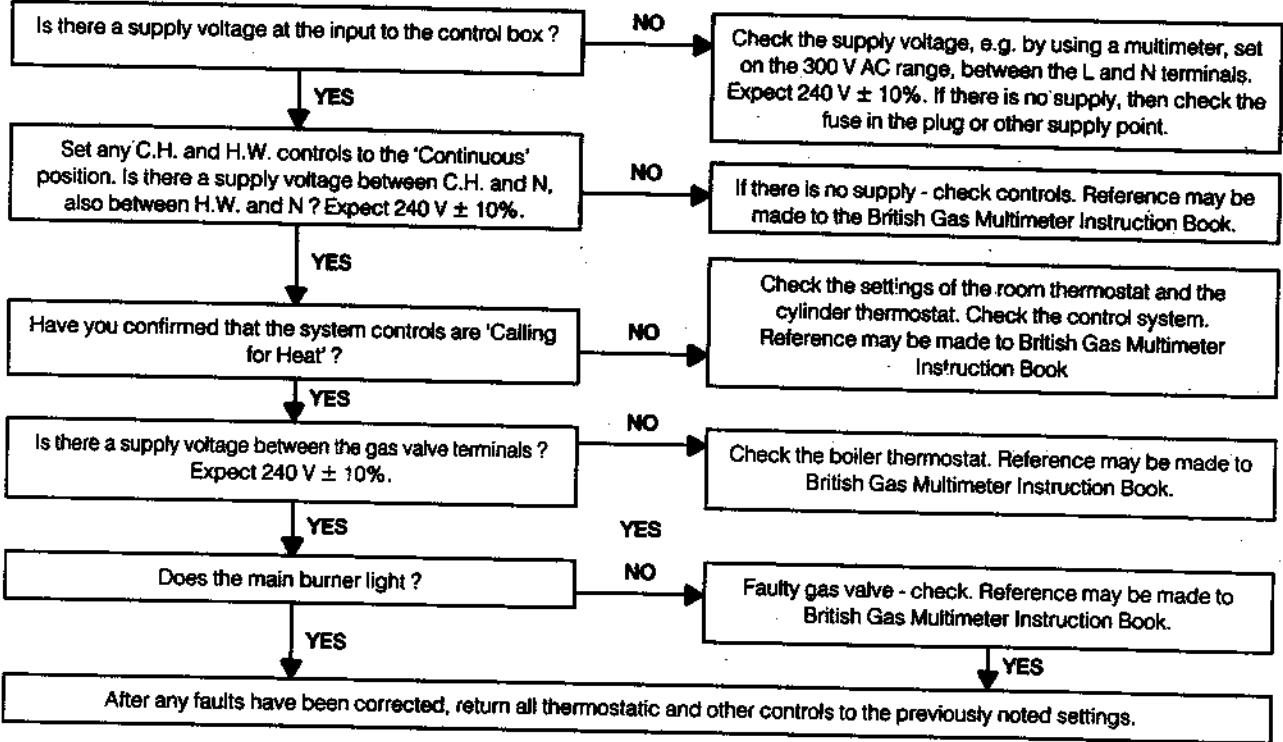 Is there a supply voltage at the input to the control box ?
NO
Check the supply voltage, e.g. by using a multimeter, set
on the 300 V AC range, between the L and N terminals.
Expect 240 V ± 10%. If there is no supply, then check the
fuse in the plug or other supply point.
YES
Set any C.H. and H.W. controls to the 'Continuous'
position. Is there a supply voltage between C.H. and N,
also between H.W. and N ? Expect 240 V ± 10%.
NO
If there is no supply - check controls. Reference may be
made to the British Gas Multimeter Instruction Book.
YES
Have you confirmed that the system controls are 'Calling
for Heat' ?
NO
Check the settings of the room thermostat and the
cylinder thermostat. Check the control system.
Reference may be made to British Gas Multimeter
Instruction Book
YES
Is there a supply voltage between the gas valve terminals ?
Expect 240 V ± 10%.
NO
Check the boiler thermostat. Reference may be made to
British Gas Multimeter Instruction Book.
YES
YES
Does the main burner light ?
NO
Faulty gas valve - check. Reference may be made to
British Gas Multimeter Instruction Book.
YES
YES
After any faults have been corrected, return all thermostatic and other controls to the previously noted settings.